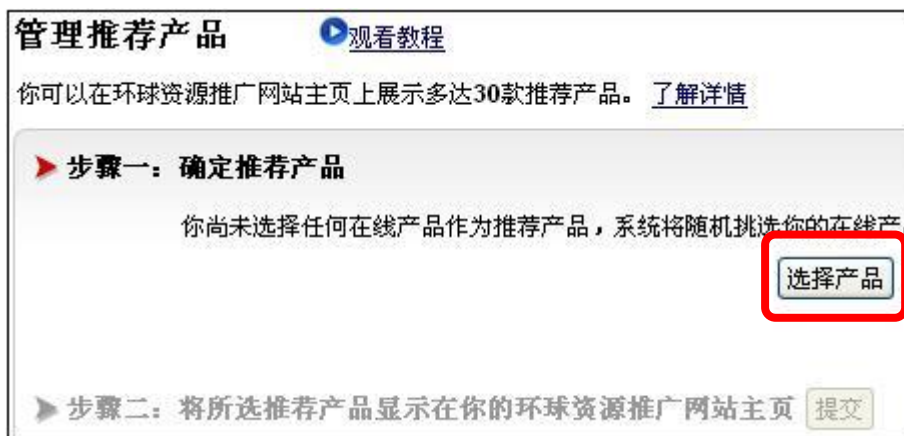 管理推荐产品 观看教程
你可以在环球资源推广网站主页上展示多达30款推荐产品。 了解详情
步骤一：确定推荐产品
你尚未选择任何在线产品作为推荐产品，系统将随机挑选你的在线产
选择产品
步骤二：将所选推荐产品显示在你的环球资源推广网站主页 提交